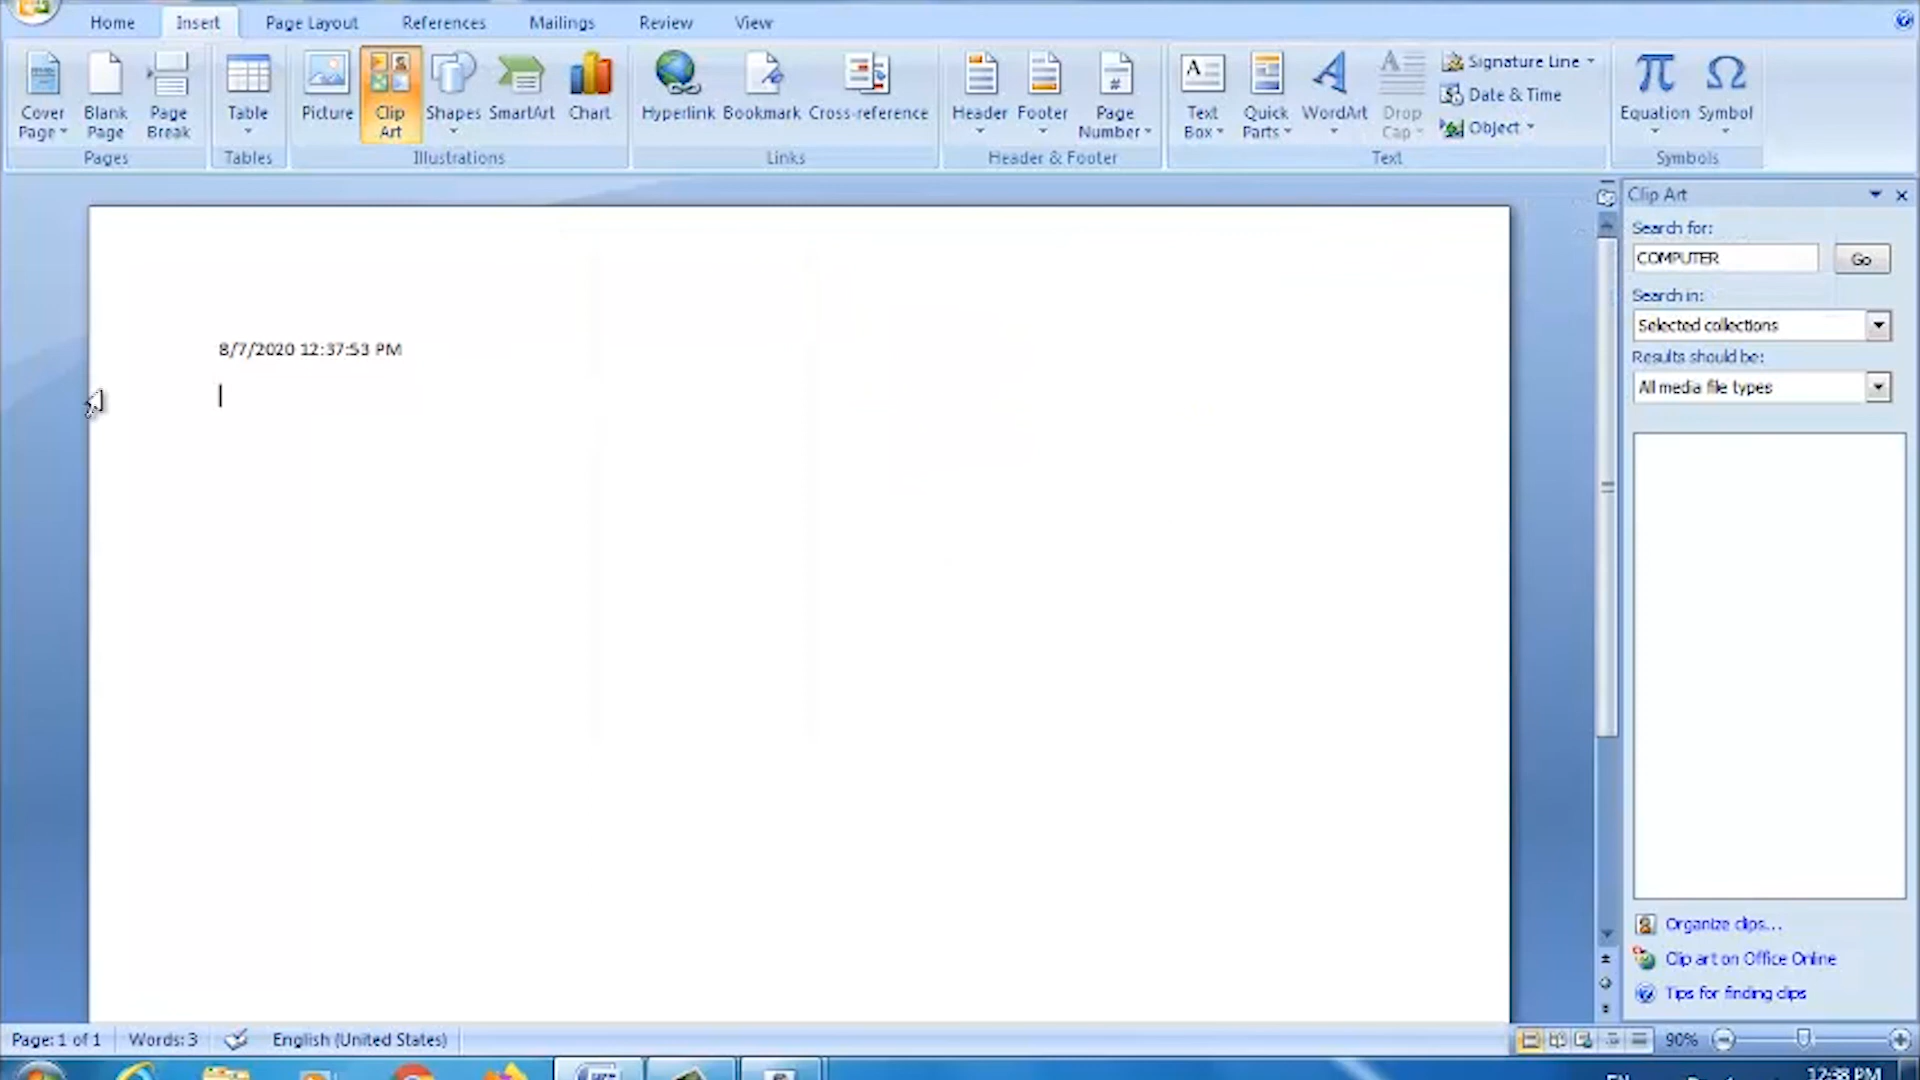 Home Insert Page Layout References Mailings Review View
Cover Page Blank Page Page Break Table Picture Clip Art Shapes SmartArt Chart Hyperlink Bookmark Cross-reference Header Footer Page Number Text Box Quick Parts WordArt Drop Cap Equation Symbol
Signature Line
Date & Time
Object
Pages Tables Illustrations Links Header & Footer Text Symbols
8/7/2020 12:37:53 PM
Clip Art
Search for:
COMPUTER Go
Search in:
Selected collections
Results should be:
All media file types
Organize clips...
Clip art on Office Online
Tips for finding clips
Page: 1 of 1 Words: 3 English (United States) 90%
12:38 PM